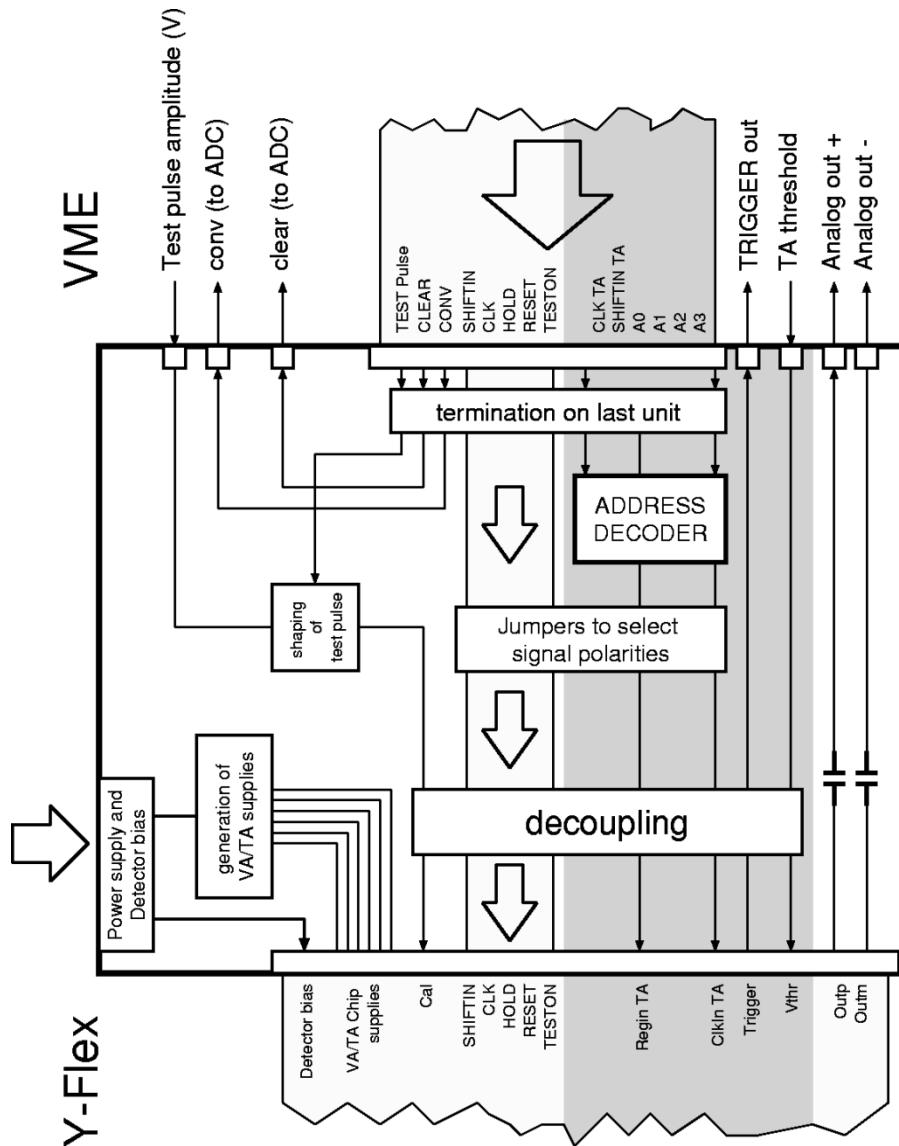 VME
Test pulse amplitude (V)
conv (to ADC)
clear (to ADC)
TEST Pulse
CLEAR
CONV
SHIFTIN
CLK
HOLD
RESET
TESTON
CLK TA
SHIFTIN TA
A0
A1
A2
A3
TRIGGER out
TA threshold
Analog out +
Analog out -
termination on last unit
ADDRESS
DECODER
shaping
of
test pulse
Jumpers to select
signal polarities
Power supply and
Detector bias
generation of
VA/TA supplies
decoupling
Y-Flex
Detector bias
VA/TA Chip
supplies
Cal
SHIFTIN
CLK
HOLD
RESET
TESTON
Regin TA
ClkIn TA
Trigger
Vthr
Outp
Outm